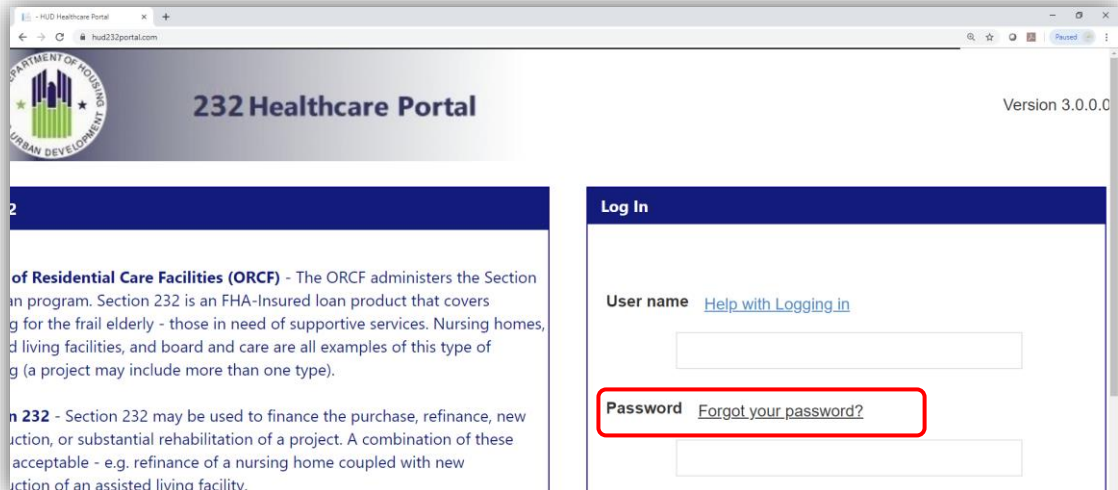 - HUD Healthcare Portal
hud232portal.com
Paused
232 Healthcare Portal
Version 3.0.0.0
DEPARTMENT OF HOUSING
URBAN DEVELOPMENT
2
of Residential Care Facilities (ORCF) - The ORCF administers the Section
an program. Section 232 is an FHA-Insured loan product that covers
g for the frail elderly - those in need of supportive services. Nursing homes,
d living facilities, and board and care are all examples of this type of
g (a project may include more than one type).
n 232 - Section 232 may be used to finance the purchase, refinance, new
uction, or substantial rehabilitation of a project. A combination of these
acceptable - e.g. refinance of a nursing home coupled with new
uction of an assisted living facility.
Log In
User name Help with Logging in
Password Forgot your password?